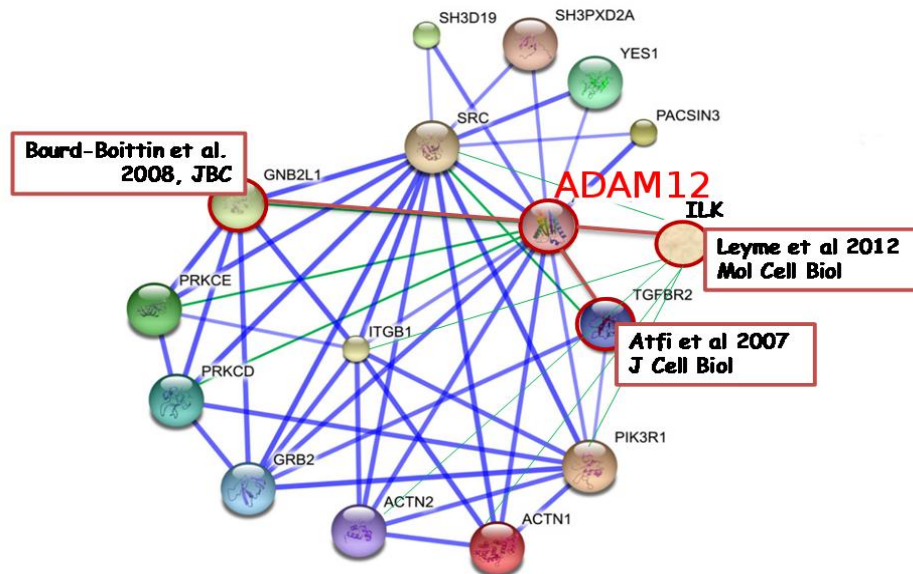 SH3D19
SH3PXD2A
YES1
SRC
PACSIN3
Bourd-Boittin et al.
2008, JBC
GNB2L1
ADAM12
ILK
Leyme et al 2012
Mol Cell Biol
PRKCE
TGFBR2
ITGB1
Atfi et al 2007
J Cell Biol
PRKCD
PIK3R1
GRB2
ACTN2
ACTN1